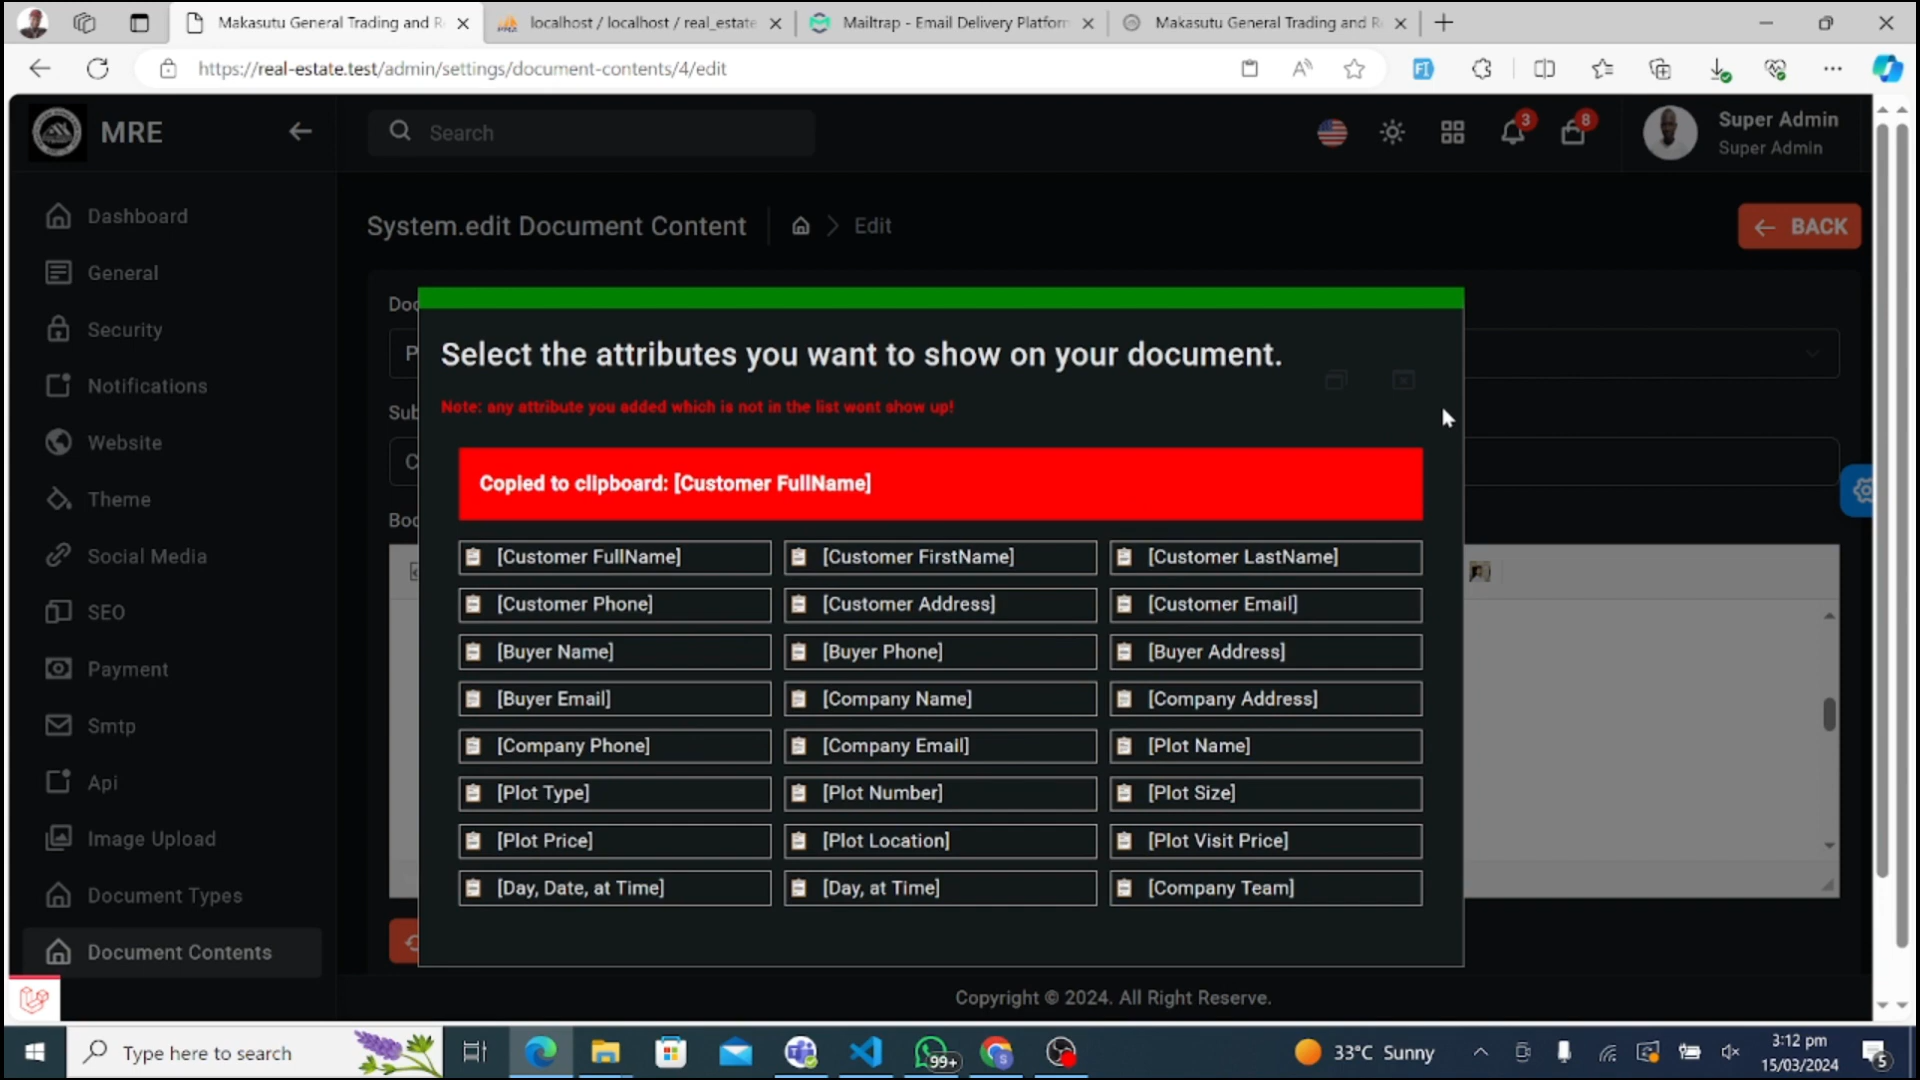 Makasutu General Trading and R
localhost / localhost / real_estate
Mailtrap - Email Delivery Platform
Makasutu General Trading and R
https://real-estate.test/admin/settings/document-contents/4/edit
MRE
Search
3
8
Super Admin
Super Admin
Dashboard
General
Security
Notifications
Website
Theme
Social Media
SEO
Payment
Smtp
Api
Image Upload
Document Types
Document Contents
System.edit Document Content
Edit
BACK
Doc
P
Sub
C
Select the attributes you want to show on your document.
Note: any attribute you added which is not in the list wont show up!
Copied to clipboard: [Customer FullName]
[Customer FullName] [Customer FirstName] [Customer LastName]
[Customer Phone] [Customer Address] [Customer Email]
[Buyer Name] [Buyer Phone] [Buyer Address]
[Buyer Email] [Company Name] [Company Address]
[Company Phone] [Company Email] [Plot Name]
[Plot Type] [Plot Number] [Plot Size]
[Plot Price] [Plot Location] [Plot Visit Price]
[Day, Date, at Time] [Day, at Time] [Company Team]
Copyright © 2024. All Right Reserve.
Type here to search
99+
33°C Sunny
3:12 pm
15/03/2024
5